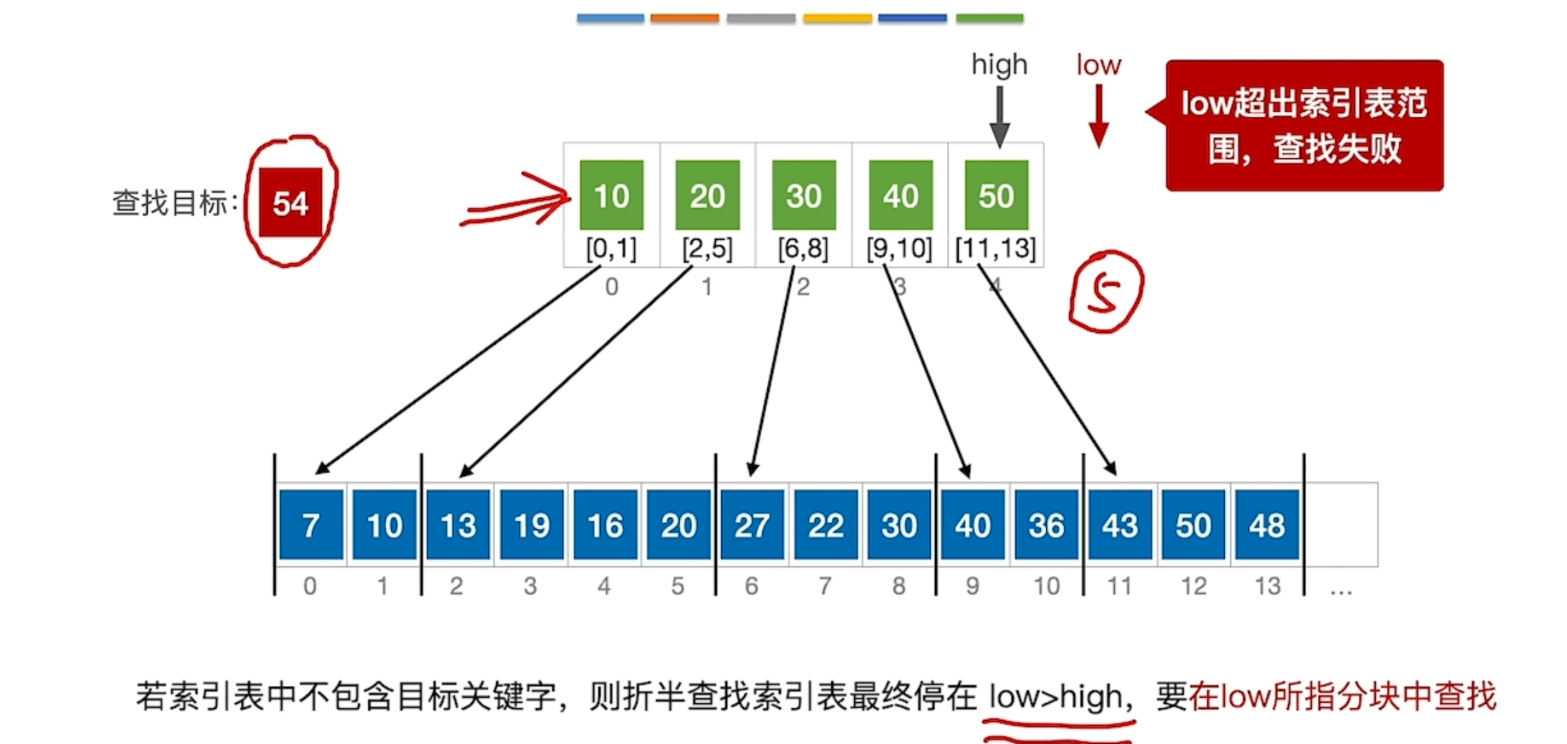 high low
low超出索引表范
围，查找失败
查找目标： 54
10 20 30 40 50
[0,1] [2,5] [6,8] [9,10] [11,13]
0 1 2 3 4
5
7 10 13 19 16 20 27 22 30 40 36 43 50 48
0 1 2 3 4 5 6 7 8 9 10 11 12 13 ...
若索引表中不包含目标关键字，则折半查找索引表最终停在 low>high，要在low所指分块中查找